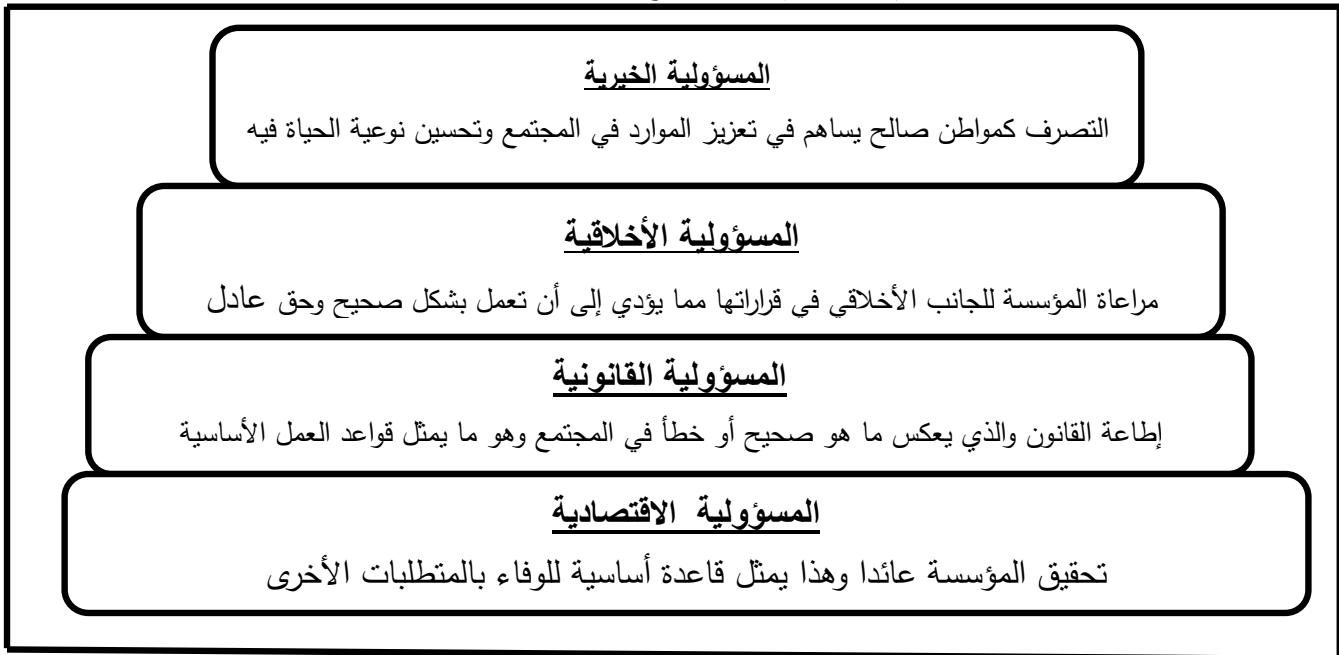 المسؤولية الخيرية
التصرف كمواطن صالح يساهم في تعزيز الموارد في المجتمع وتحسين نوعية الحياة فيه
المسؤولية الأخلاقية
مراعاة المؤسسة للجانب الأخلاقي في قراراتها مما يؤدي إلى أن تعمل بشكل صحيح وحق عادل
المسؤولية القانونية
إطاعة القانون والذي يعكس ما هو صحيح أو خطأ في المجتمع وهو ما يمثل قواعد العمل الأساسية
المسؤولية الاقتصادية
تحقيق المؤسسة عائدا وهذا يمثل قاعدة أساسية للوفاء بالمتطلبات الأخرى